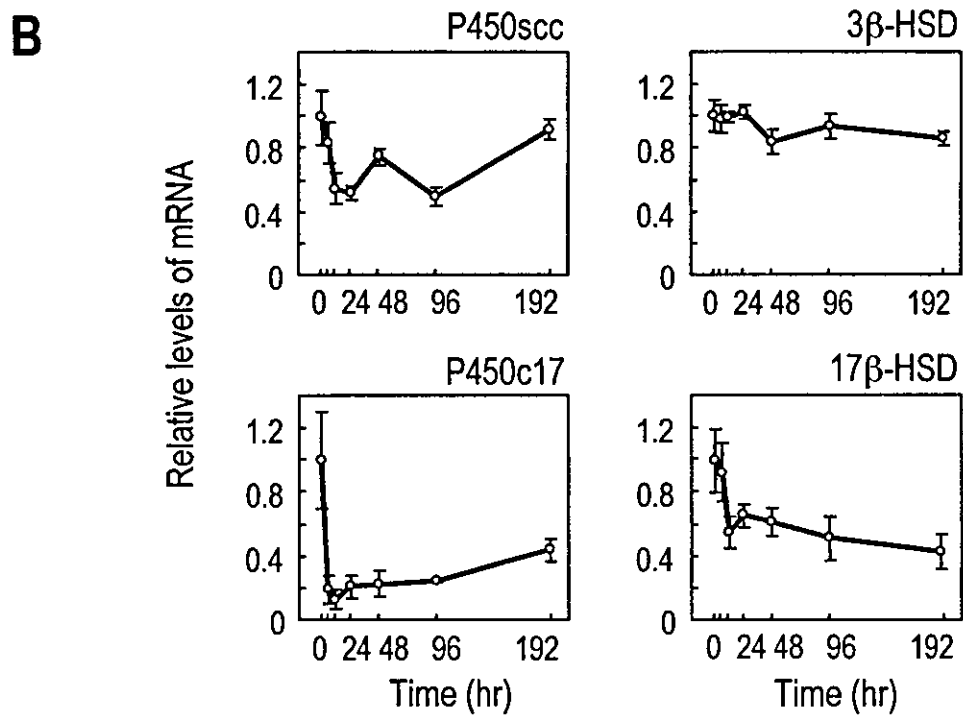 B
P450scc
1.2
0.8
0.4
0
0 24 48 96 192
3β-HSD
1.2
0.8
0.4
0
0 24 48 96 192
Relative levels of mRNA
P450c17
1.2
0.8
0.4
0
0 24 48 96 192
Time (hr)
17β-HSD
1.2
0.8
0.4
0
0 24 48 96 192
Time (hr)